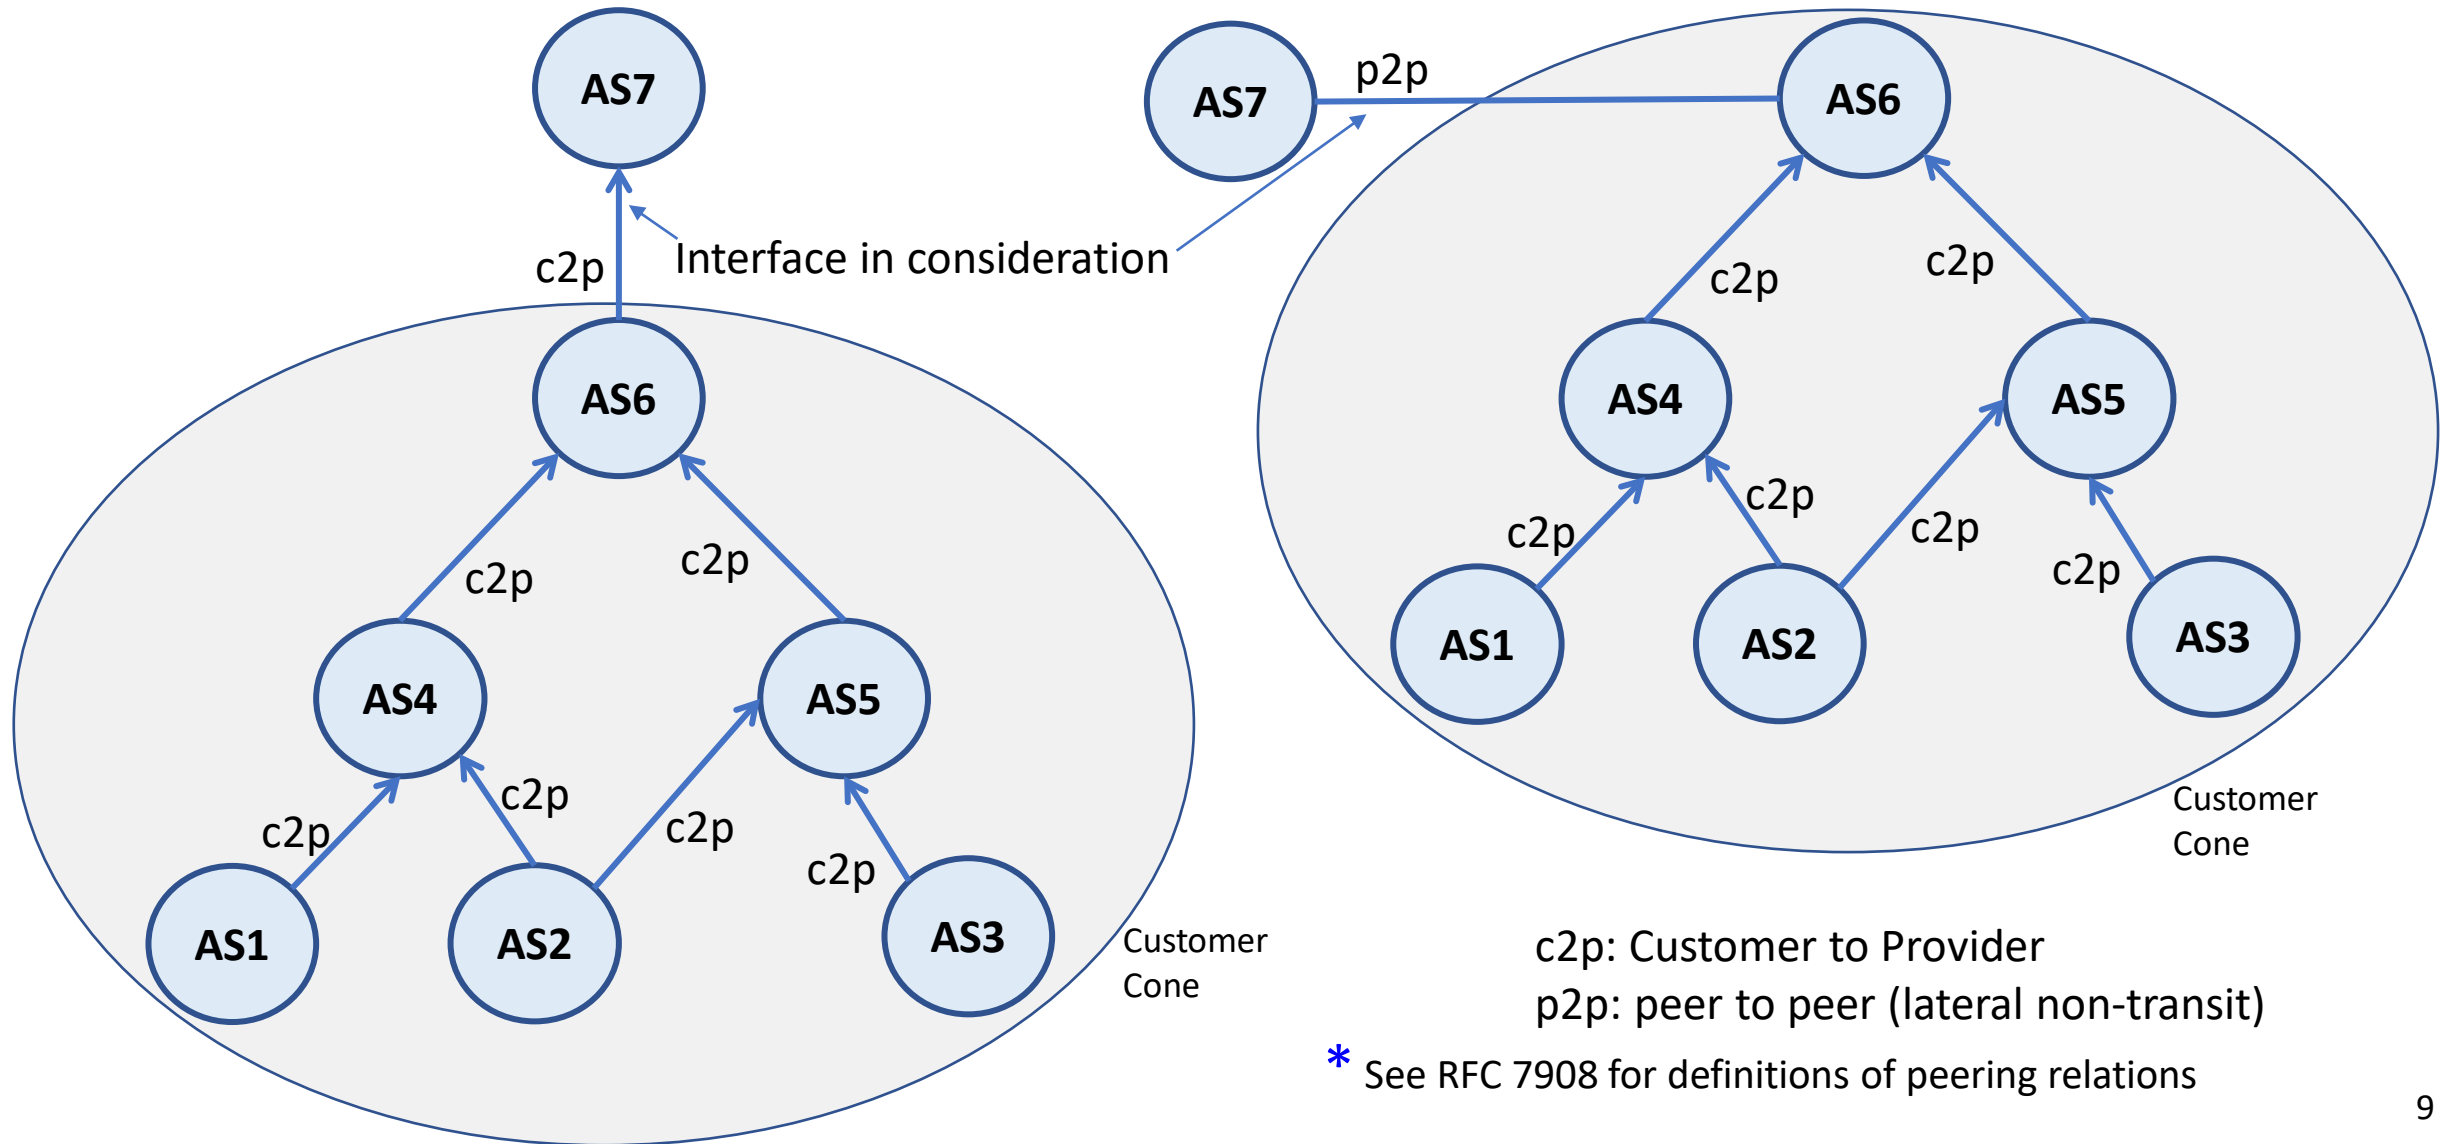 AS7
c2p
AS6
c2p
c2p
AS4
AS5
c2p
c2p
c2p
c2p
AS1
AS2
AS3
Customer
Cone
Interface in consideration
AS7
p2p
AS6
c2p
c2p
AS4
AS5
c2p
c2p
c2p
c2p
AS1
AS2
AS3
Customer
Cone
c2p: Customer to Provider
p2p: peer to peer (lateral non-transit)
* See RFC 7908 for definitions of peering relations
9